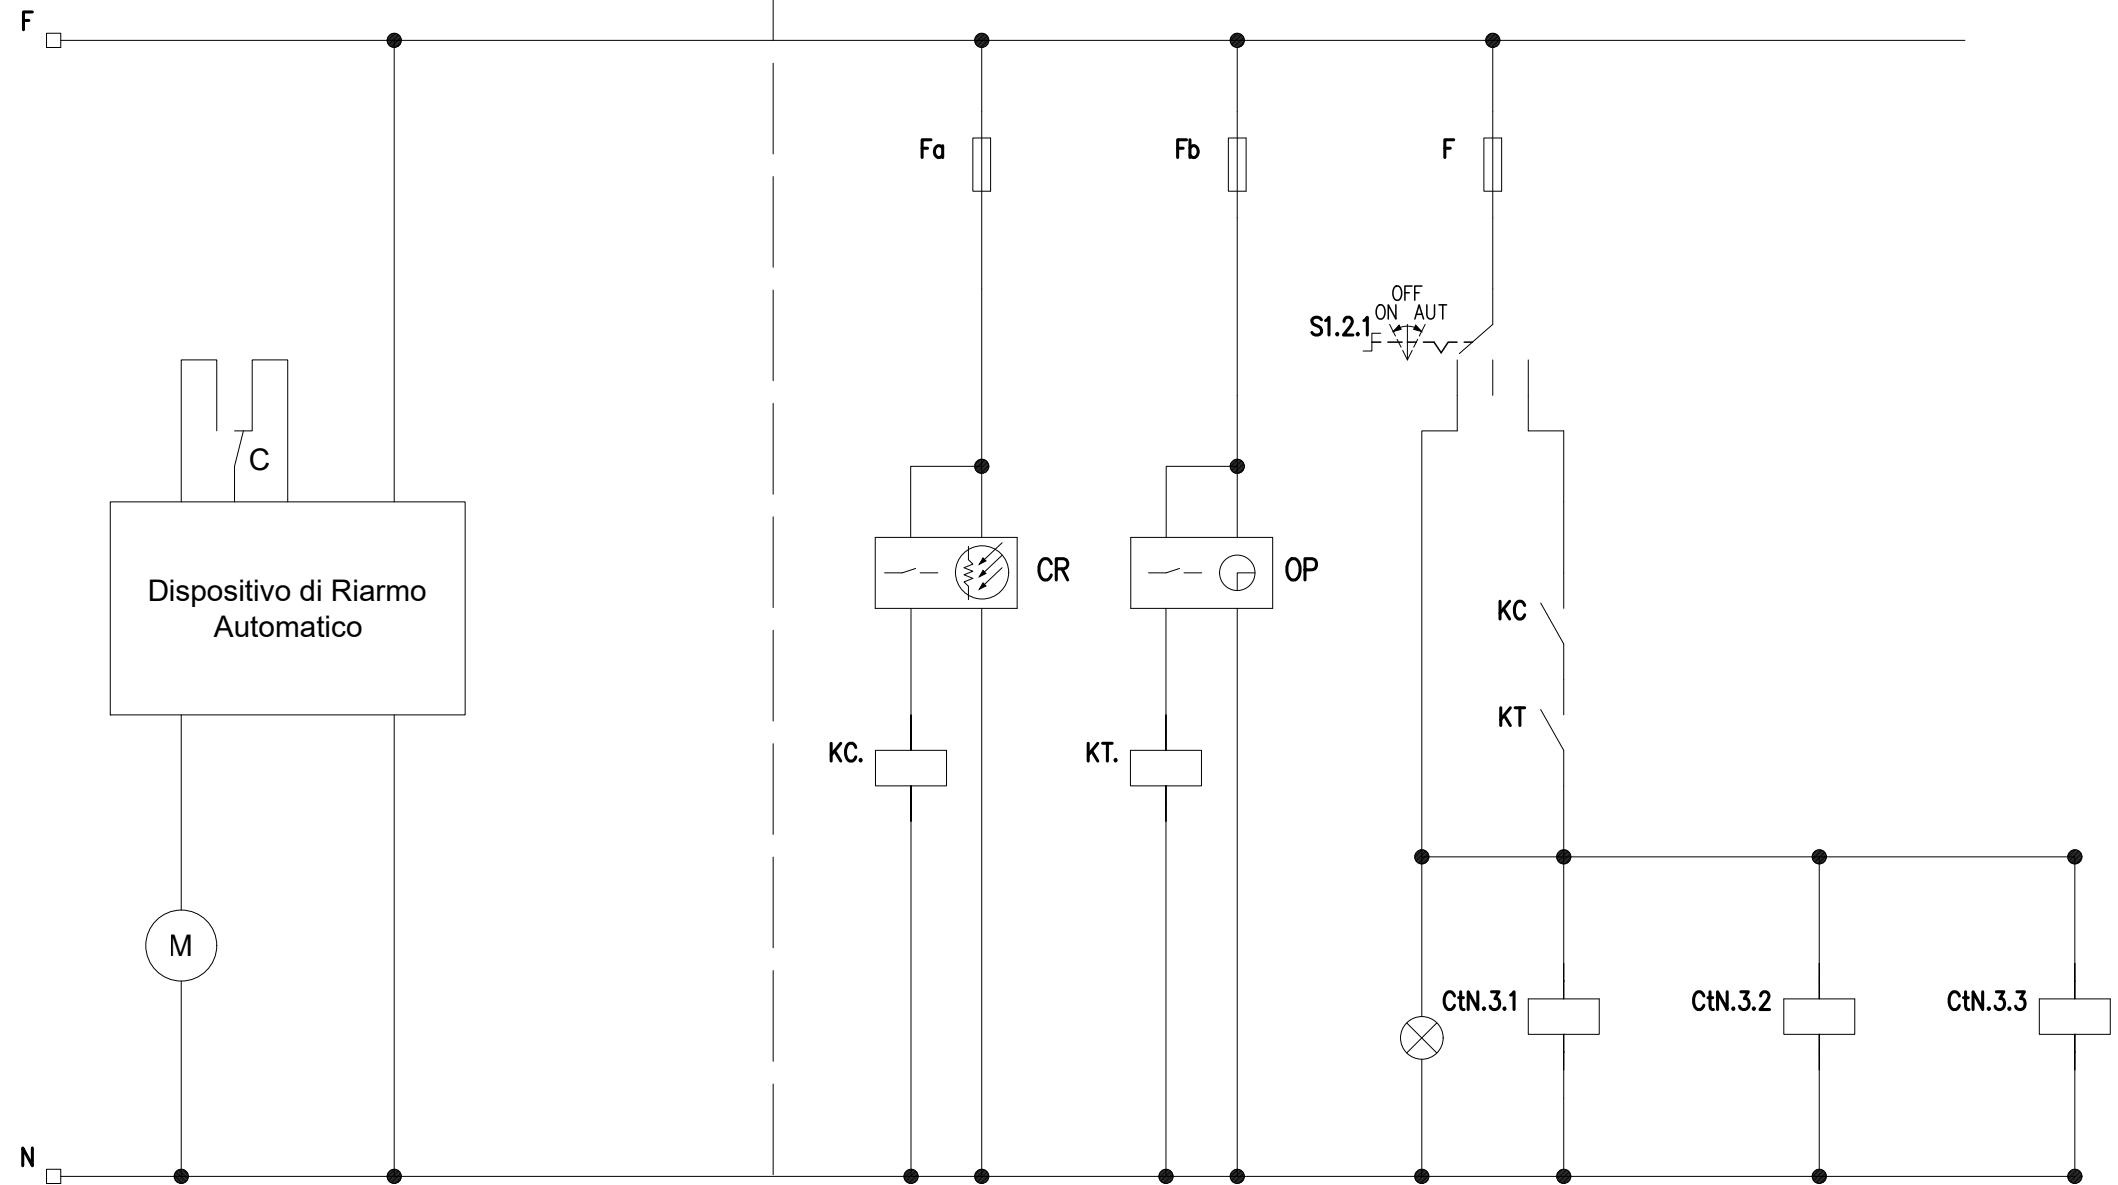 F
Fa
Fb
F
OFF
ON AUT
S1.2.1
C
CR
OP
Dispositivo di Riarmo
Automatico
KC
KT
KC.
KT.
M
CtN.3.1
CtN.3.2
CtN.3.3
N